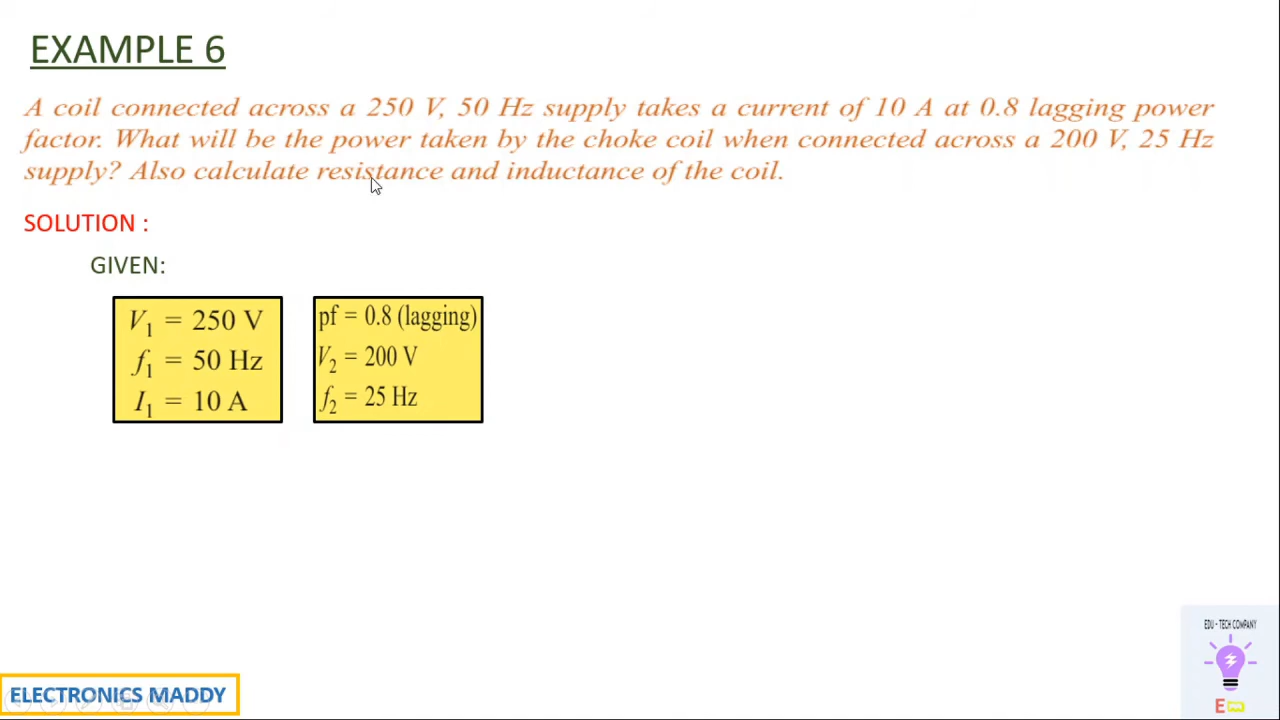 EXAMPLE 6
A coil connected across a 250 V, 50 Hz supply takes a current of 10 A at 0.8 lagging power
factor. What will be the power taken by the choke coil when connected across a 200 V, 25 Hz
supply? Also calculate resistance and inductance of the coil.
SOLUTION :
GIVEN:
V₁ = 250 V
f₁ = 50 Hz
I₁ = 10 A
pf = 0.8 (lagging)
V₂ = 200 V
f₂ = 25 Hz
EDU - TECH COMPANY
E
ELECTRONICS MADDY